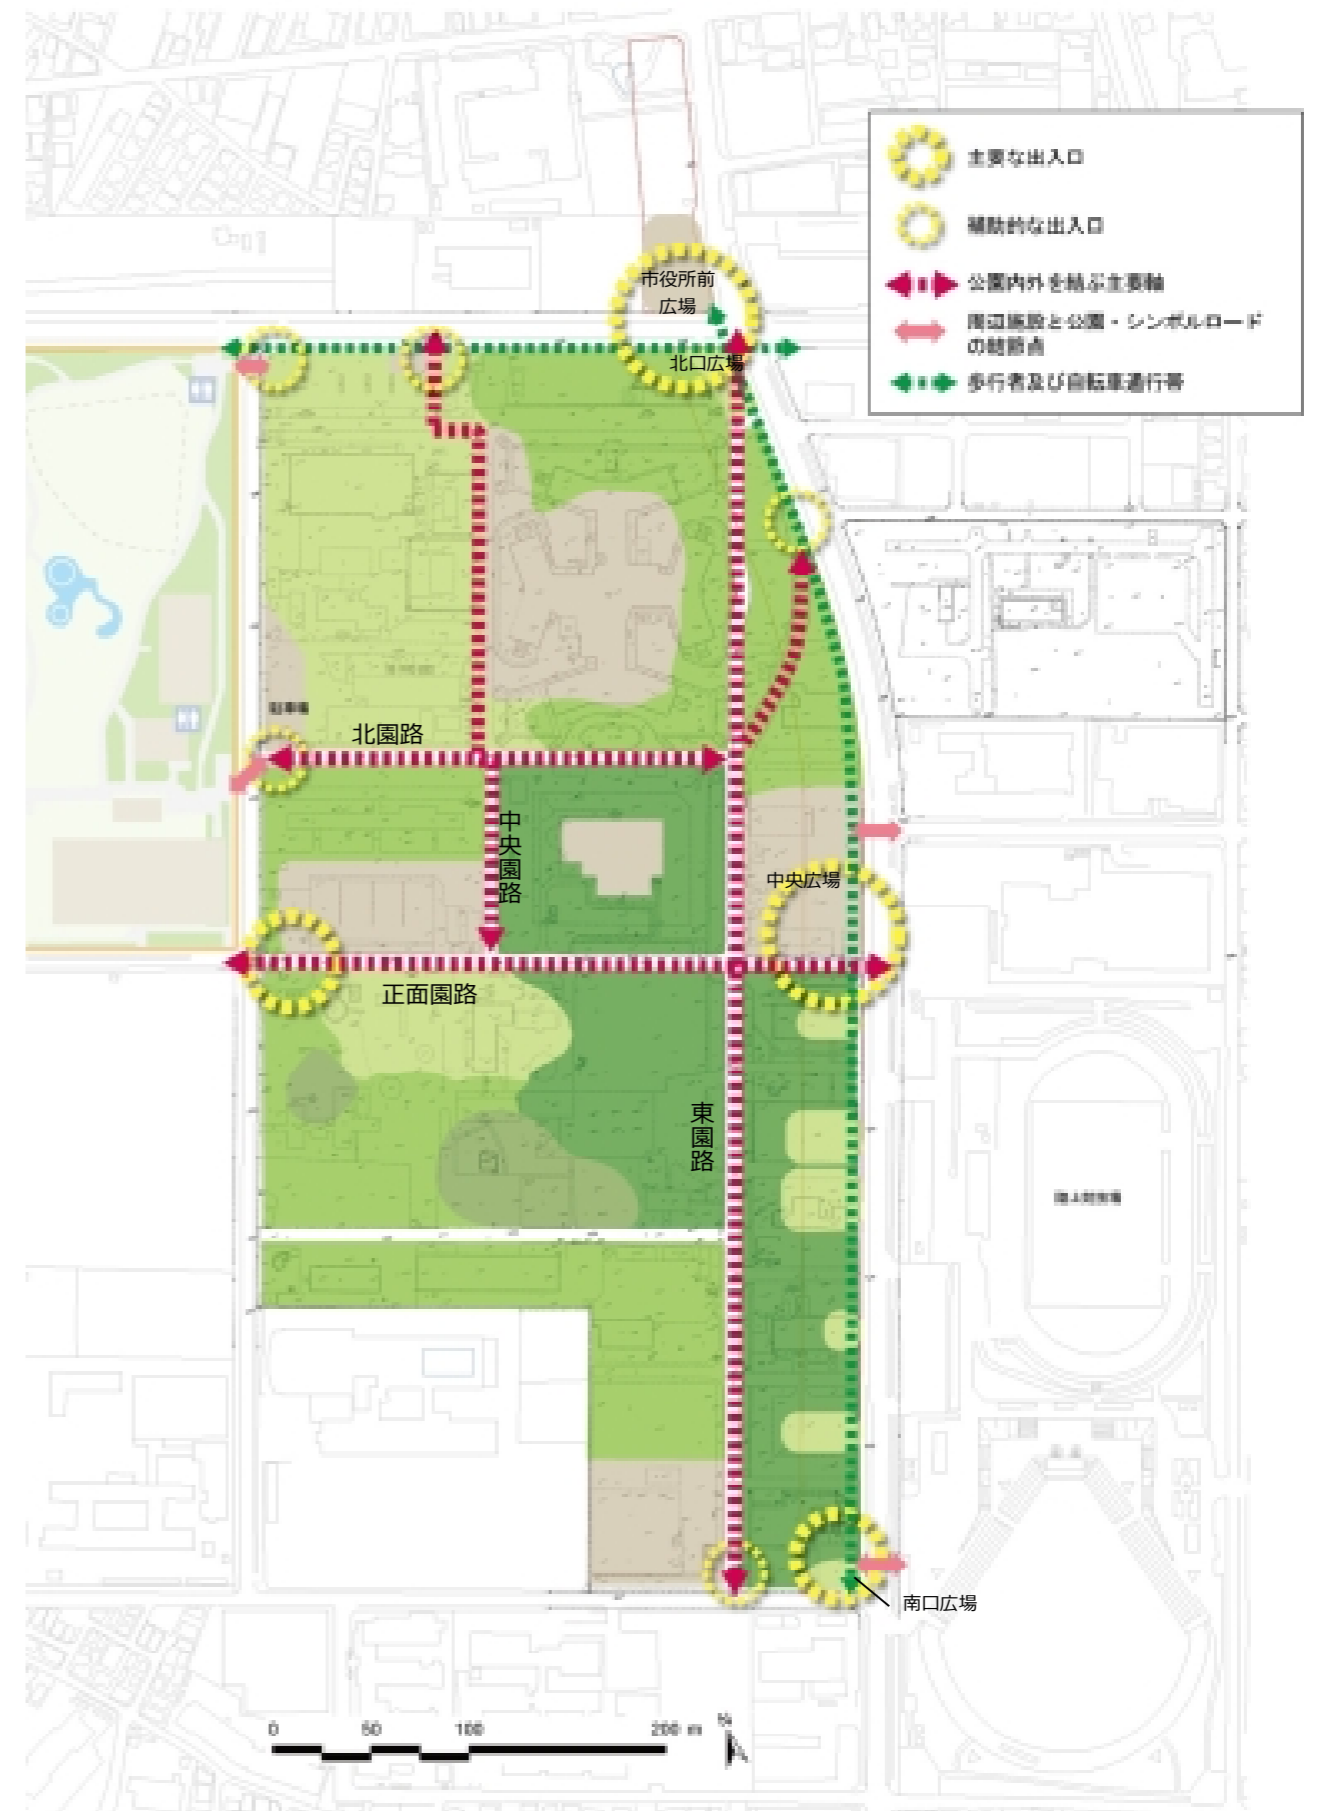 主要な出入口
補助的な出入口
公園内外を結ぶ主要軸
周辺施設と公園・シンボルロード
の結節点
歩行者及び自転車通行帯
市役所前
広場
北口広場
駐車場
北園路
中央園路
中央広場
正面園路
東園路
陸上競技場
南口広場
0 50 100 200 m
N